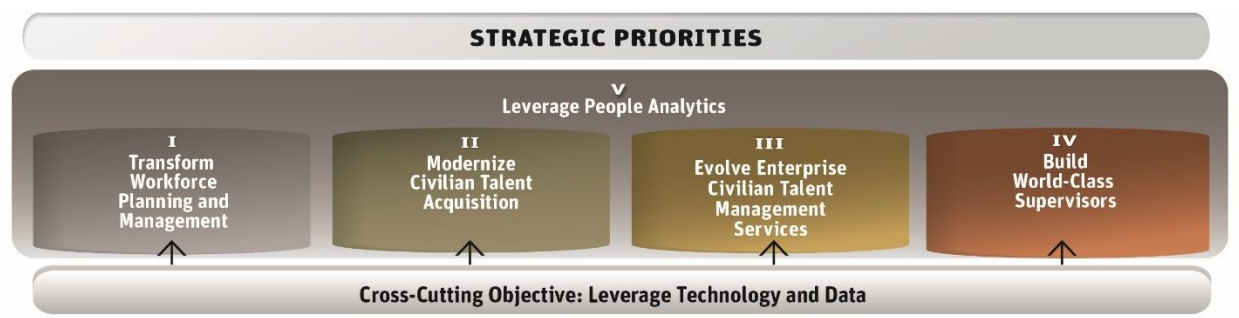 STRATEGIC PRIORITIES
V
Leverage People Analytics
I
Transform
Workforce
Planning and
Management
II
Modernize
Civilian Talent
Acquisition
III
Evolve Enterprise
Civilian Talent
Management
Services
IV
Build
World-Class
Supervisors
Cross-Cutting Objective: Leverage Technology and Data